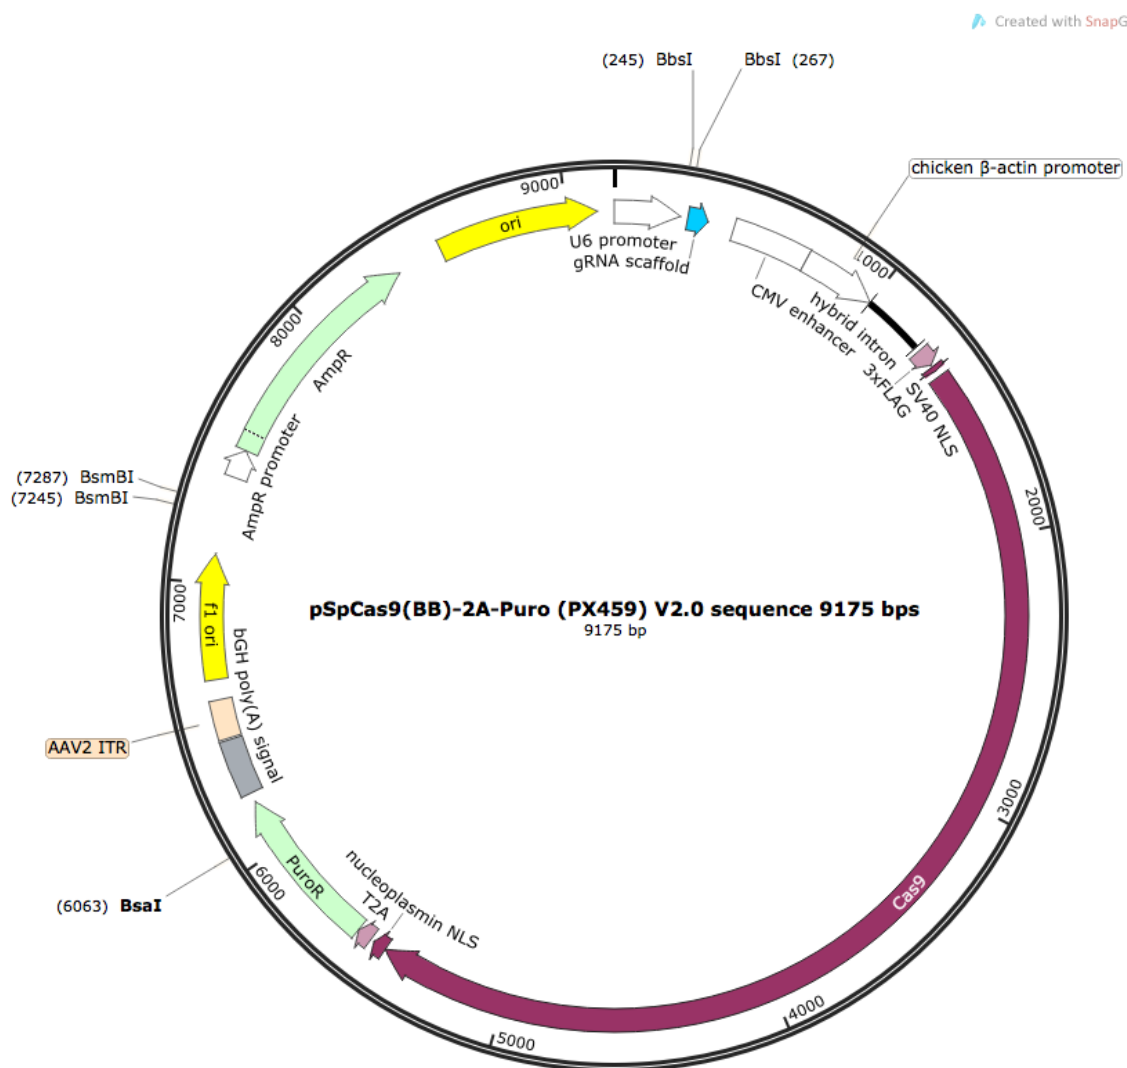 Created with SnapG
(245) BbsI
BbsI (267)
chicken β-actin promoter
9000
1000
ori
U6 promoter
gRNA scaffold
CMV enhancer
hybrid intron
3xFLAG
SV40 NLS
8000
AmpR
AmpR promoter
2000
(7287) BsmBI
(7245) BsmBI
7000
f1 ori
pSpCas9(BB)-2A-Puro (PX459) V2.0 sequence 9175 bps
9175 bp
bGH poly(A) signal
AAV2 ITR
3000
PuroR
nucleoplasmin NLS
T2A
6000
Cas9
(6063) BsaI
4000
5000